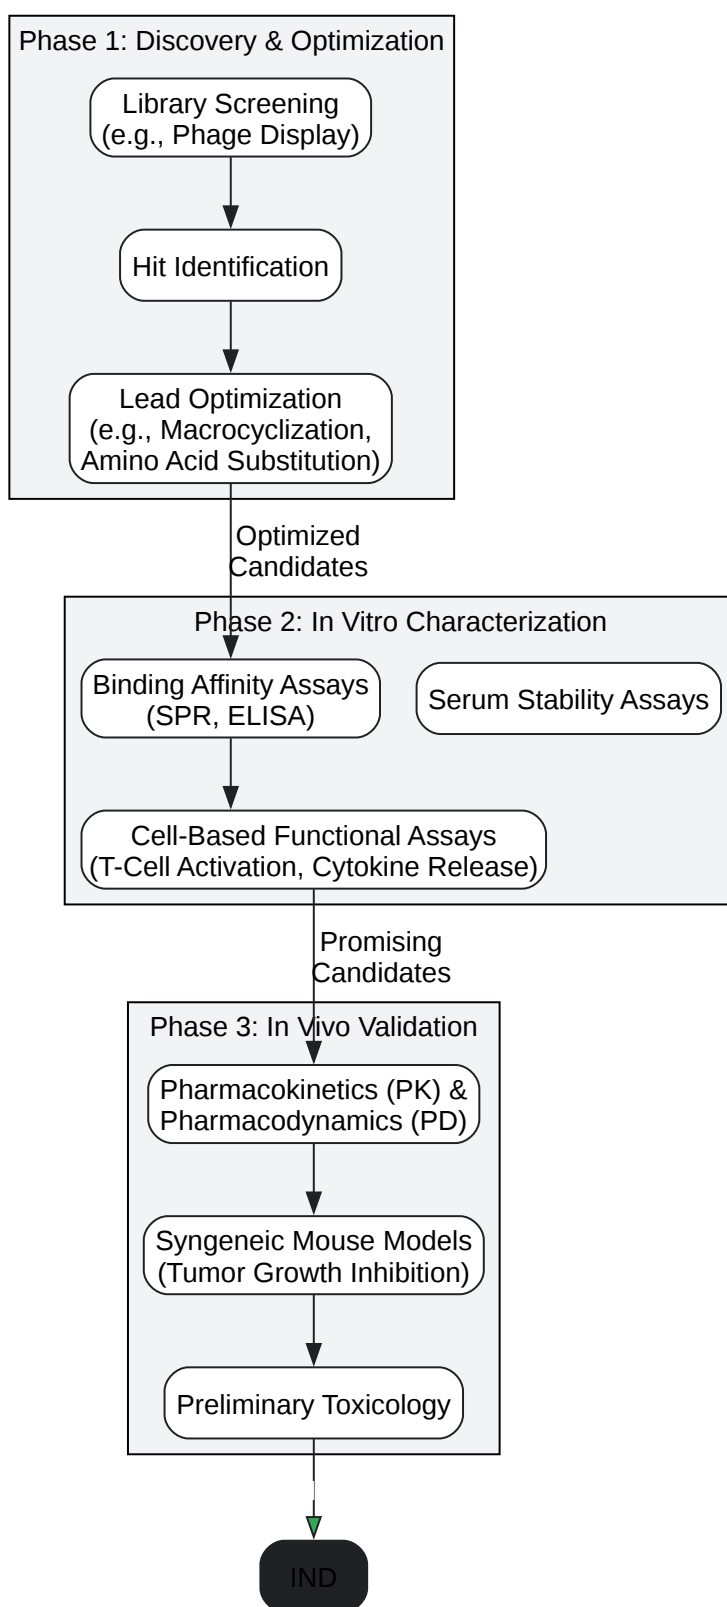 Phase 1: Discovery & Optimization
Library Screening
(e.g., Phage Display)
Hit Identification
Lead Optimization
(e.g., Macrocyclization,
Amino Acid Substitution)
Optimized
Candidates
Phase 2: In Vitro Characterization
Binding Affinity Assays
(SPR, ELISA)
Serum Stability Assays
Cell-Based Functional Assays
(T-Cell Activation, Cytokine Release)
Promising
Candidates
Phase 3: In Vivo Validation
Pharmacokinetics (PK) &
Pharmacodynamics (PD)
Syngeneic Mouse Models
(Tumor Growth Inhibition)
Preliminary Toxicology
IND